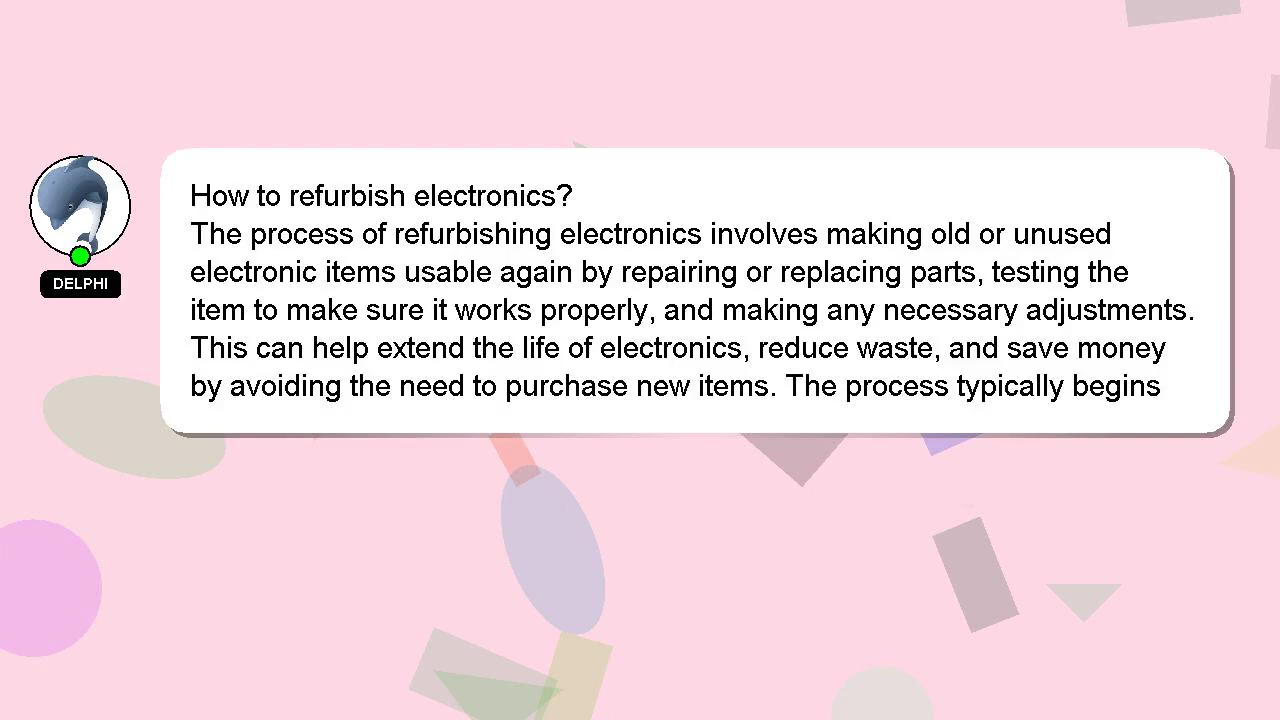 DELPHI
How to refurbish electronics?
The process of refurbishing electronics involves making old or unused
electronic items usable again by repairing or replacing parts, testing the
item to make sure it works properly, and making any necessary adjustments.
This can help extend the life of electronics, reduce waste, and save money
by avoiding the need to purchase new items. The process typically begins